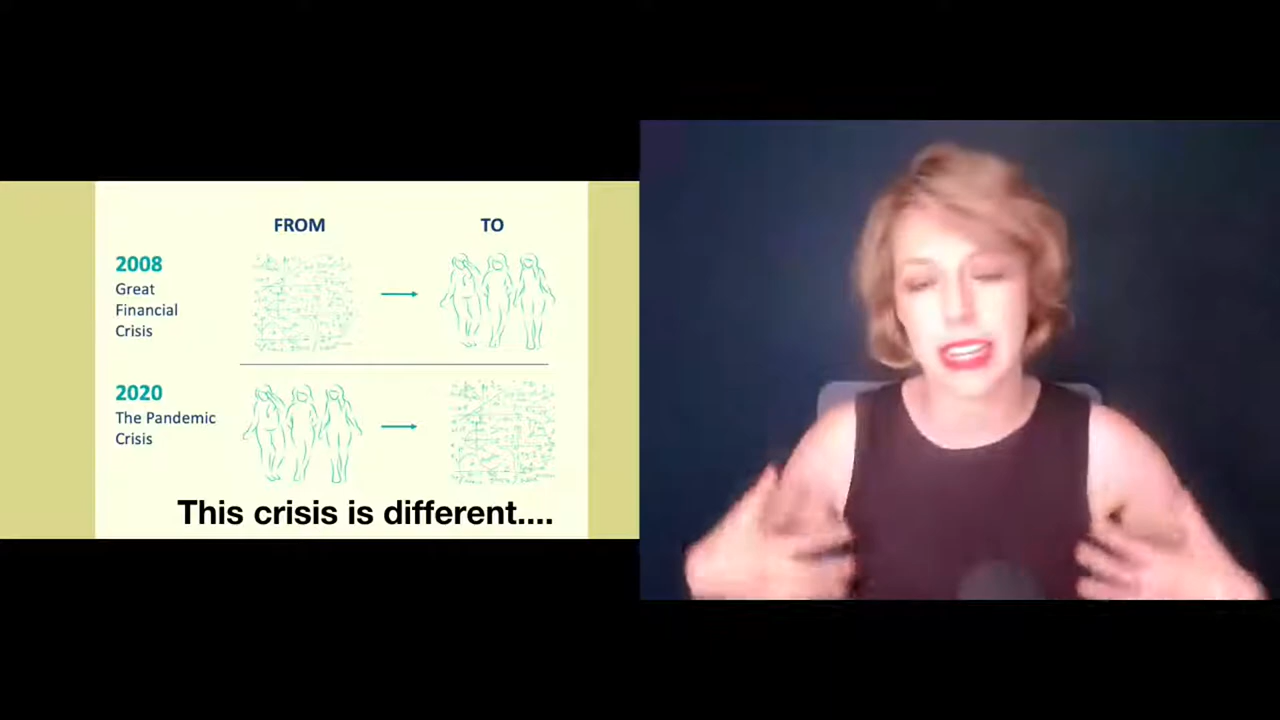 FROM
TO
2008
Great
Financial
Crisis
2020
The Pandemic
Crisis
This crisis is different....